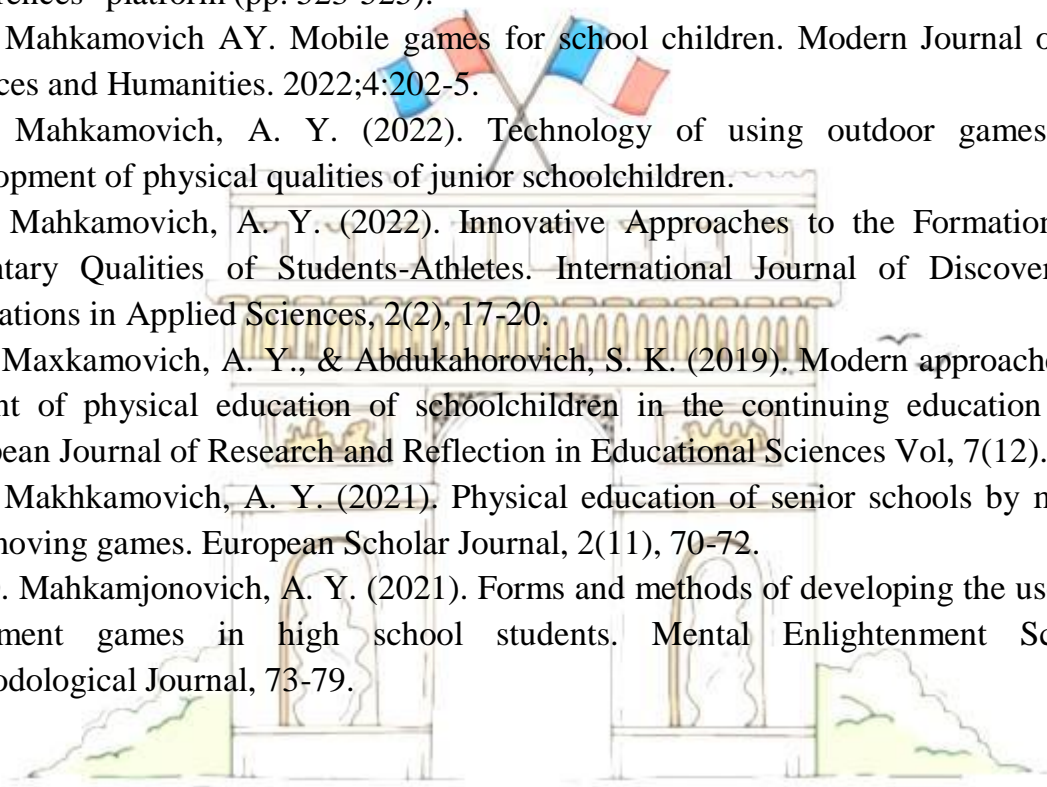 (pp. 323-325).
Mahkamovich AY. Mobile games for school children. Modern Journal o
ces and Humanities. 2022;4:202-5.
Mahkamovich, A. Y. (2022). Technology of using outdoor games
opment of physical qualities of junior schoolchildren.
Mahkamovich, A. Y. (2022). Innovative Approaches to the Formation
ntary Qualities of Students-Athletes. International Journal of Discover
ations in Applied Sciences, 2(2), 17-20.
Maxkamovich, A. Y., & Abdukahorovich, S. K. (2019). Modern approache
nt of physical education of schoolchildren in the continuing education
pean Journal of Research and Reflection in Educational Sciences Vol, 7(12).
Makhkamovich, A. Y. (2021). Physical education of senior schools by m
moving games. European Scholar Journal, 2(11), 70-72.
. Mahkamjonovich, A. Y. (2021). Forms and methods of developing the us
ment games in high school students. Mental Enlightenment Sc
odological Journal, 73-79.